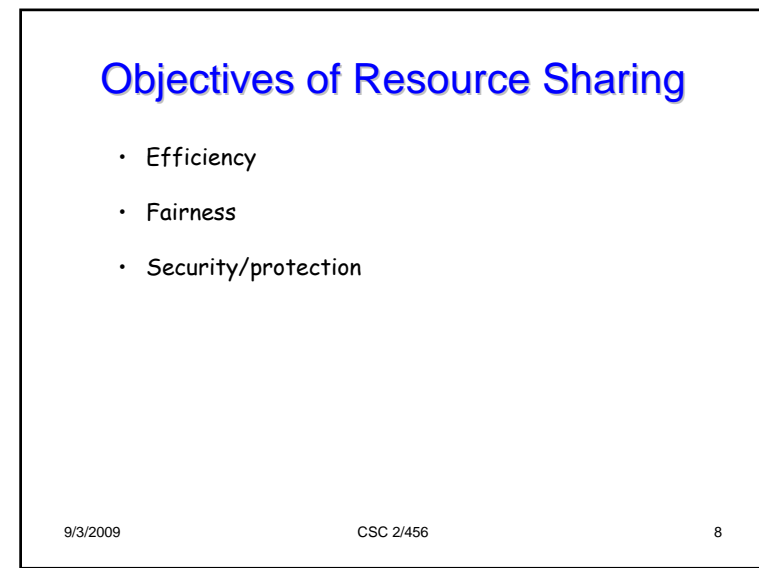 Objectives of Resource Sharing
• Efficiency
• Fairness
• Security/protection
9/3/2009 CSC 2/456 8